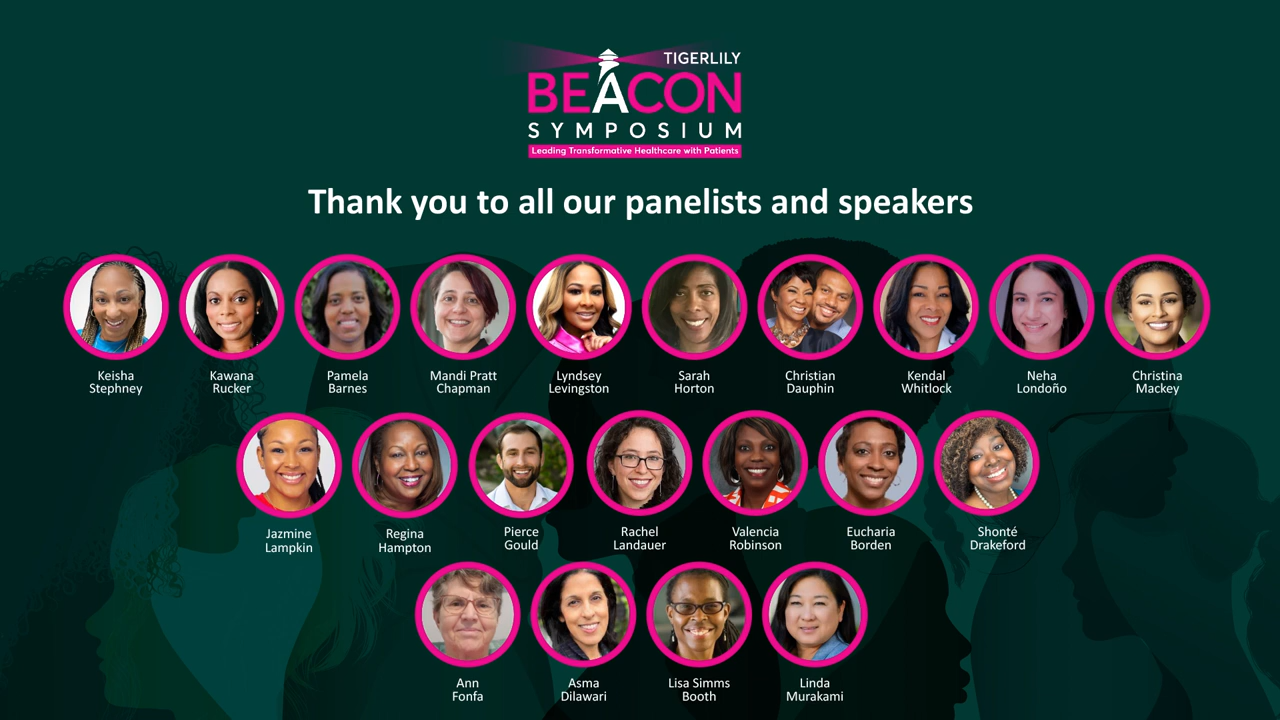 TIGERLILY
BEACON
SYMPOSIUM
Leading Transformative Healthcare with Patients
Thank you to all our panelists and speakers
Keisha
Stephney
Kawana
Rucker
Pamela
Barnes
Mandi Pratt
Chapman
Lyndsey
Levingston
Sarah
Horton
Christian
Dauphin
Kendal
Whitlock
Neha
Londoño
Christina
Mackey
Jazmine
Lampkin
Regina
Hampton
Pierce
Gould
Rachel
Landauer
Valencia
Robinson
Eucharia
Borden
Shonté
Drakeford
Ann
Fonfa
Asma
Dilawari
Lisa Simms
Booth
Linda
Murakami